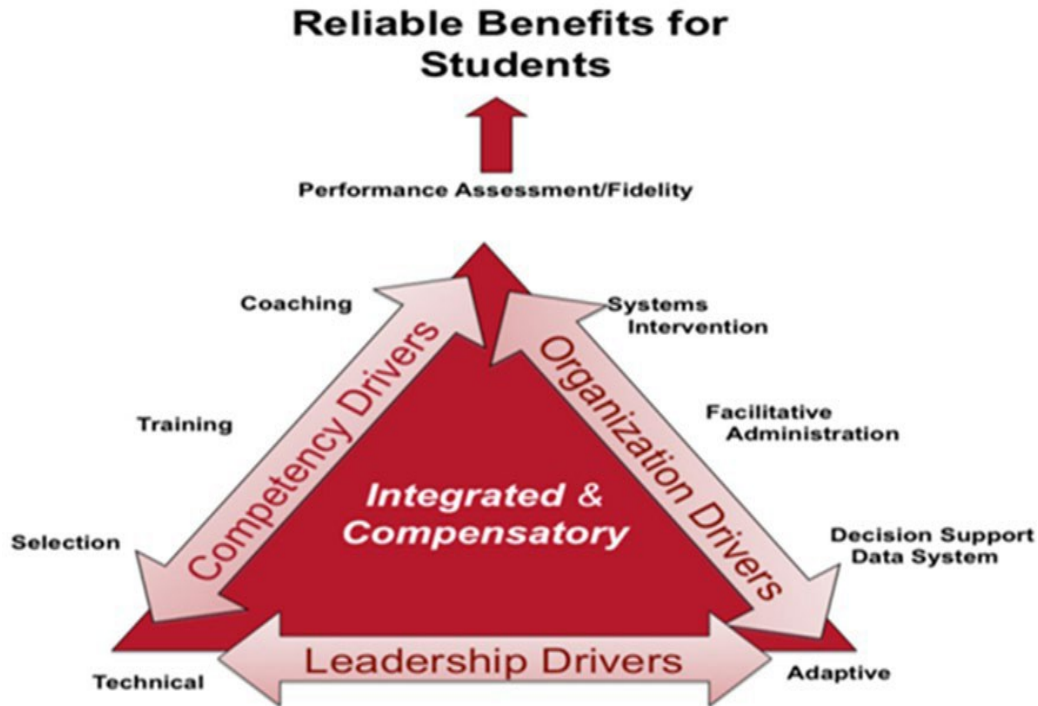 Reliable Benefits for
Students
Performance Assessment/Fidelity
Coaching
Systems
Intervention
Training
Competency Drivers
Organization Drivers
Facilitative
Administration
Integrated &
Compensatory
Selection
Decision Support
Data System
Leadership Drivers
Technical
Adaptive